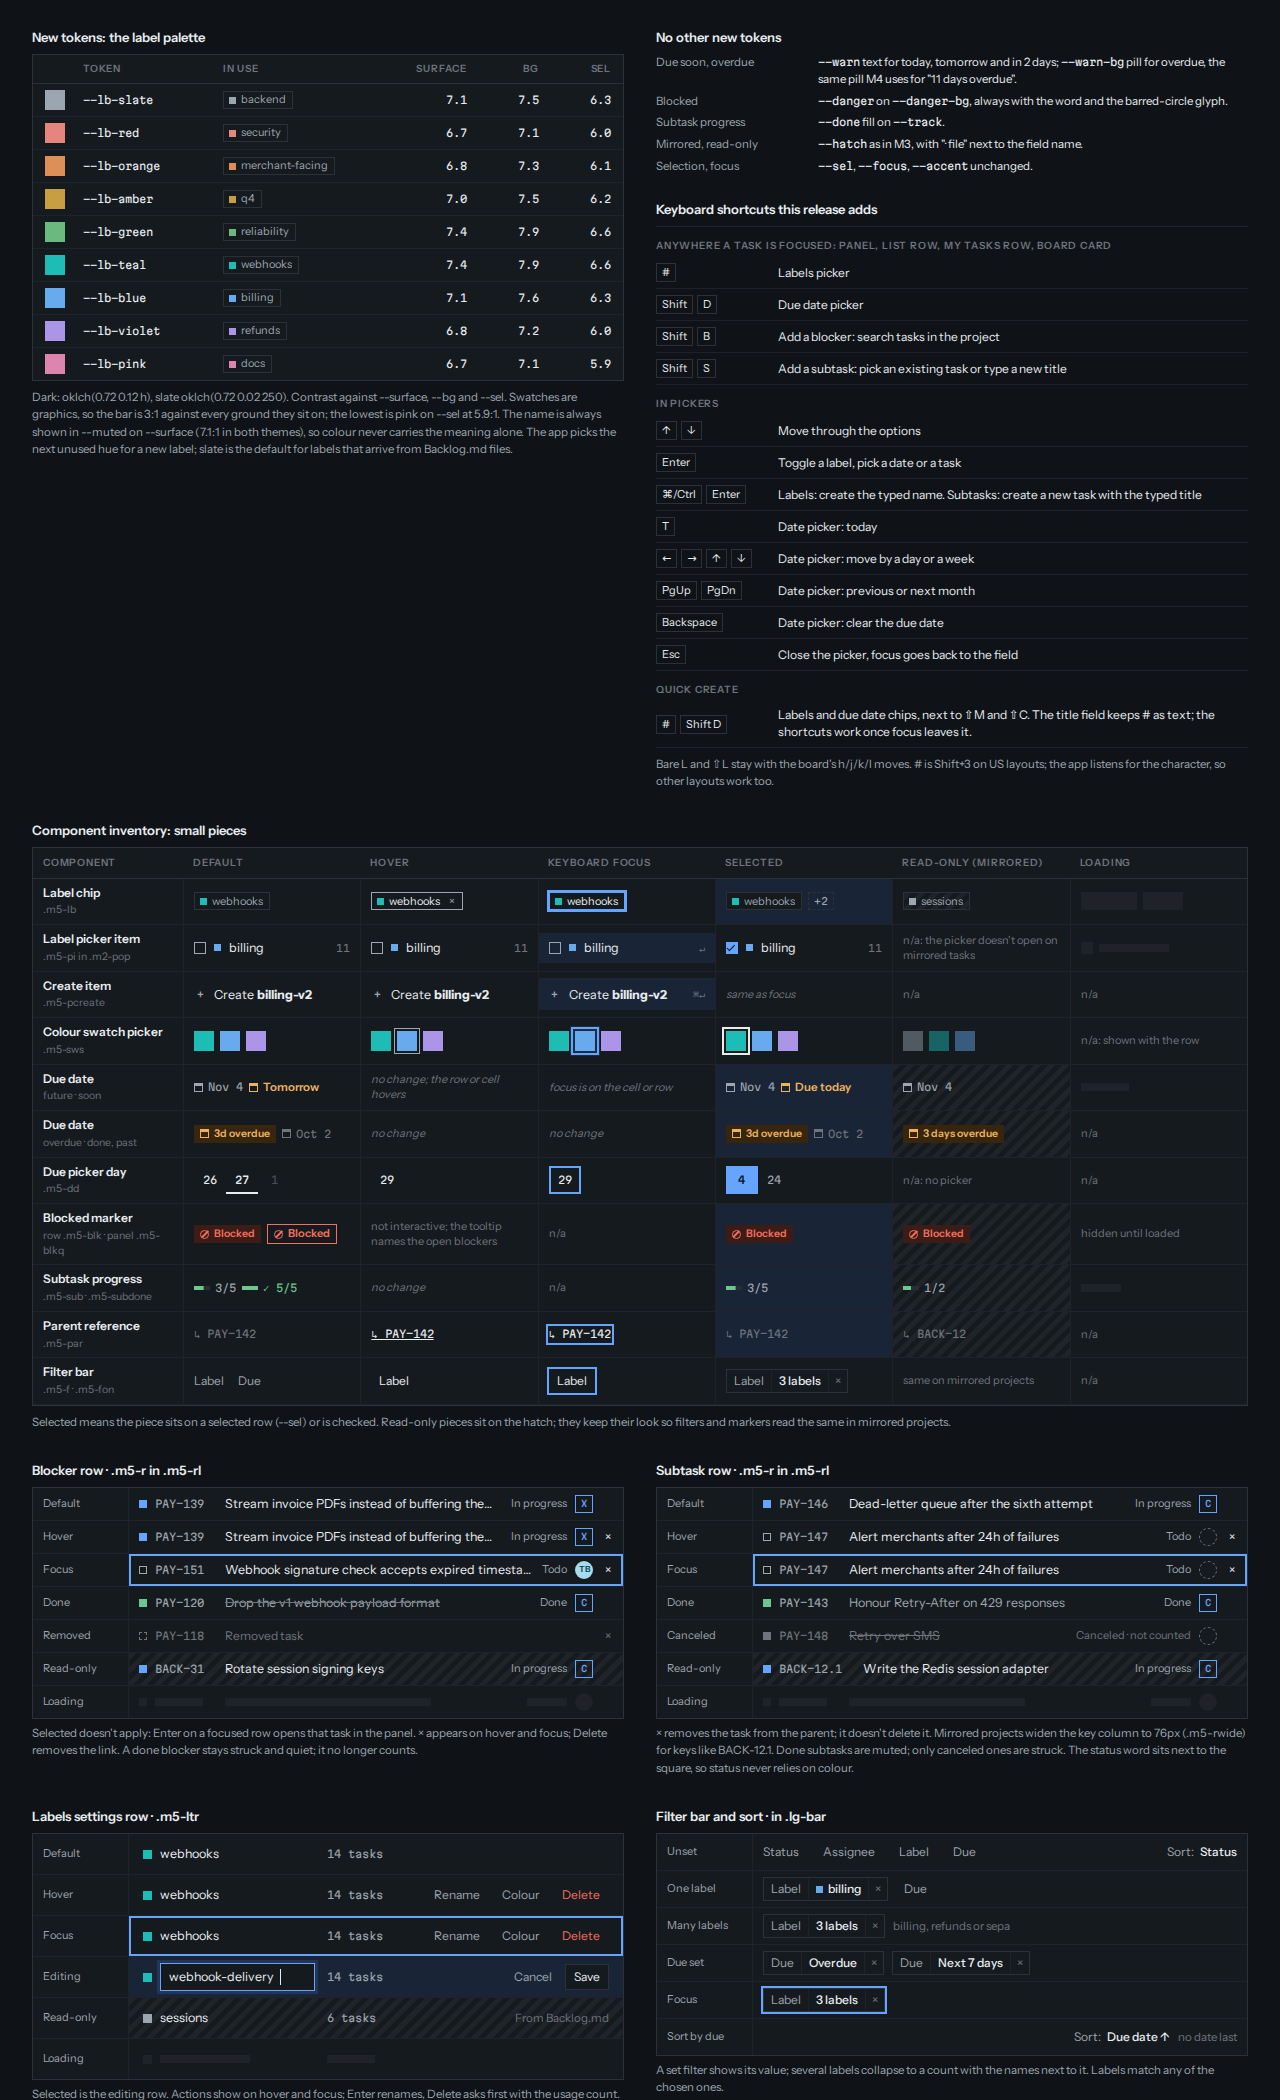 New tokens: the label palette
TOKEN IN USE SURFACE BG SEL
--lb-slate backend 7.1 7.5 6.3
--lb-red security 6.7 7.1 6.0
--lb-orange merchant-facing 6.8 7.3 6.1
--lb-amber q4 7.0 7.5 6.2
--lb-green reliability 7.4 7.9 6.6
--lb-teal webhooks 7.4 7.9 6.6
--lb-blue billing 7.1 7.6 6.3
--lb-violet refunds 6.8 7.2 6.0
--lb-pink docs 6.7 7.1 5.9
Dark: oklch(0.72 0.12 h), slate oklch(0.72 0.02 250). Contrast against --surface, --bg and --sel. Swatches are
graphics, so the bar is 3:1 against every ground they sit on; the lowest is pink on --sel at 5.9:1. The name is always
shown in --muted on --surface (7.1:1 in both themes), so colour never carries the meaning alone. The app picks the
next unused hue for a new label; slate is the default for labels that arrive from Backlog.md files.
No other new tokens
Due soon, overdue --warn text for today, tomorrow and in 2 days; --warn-bg pill for overdue, the
same pill M4 uses for "11 days overdue".
Blocked --danger on --danger-bg, always with the word and the barred-circle glyph.
Subtask progress --done fill on --track.
Mirrored, read-only --hatch as in M3, with "· file" next to the field name.
Selection, focus --sel, --focus, --accent unchanged.
Keyboard shortcuts this release adds
ANYWHERE A TASK IS FOCUSED: PANEL, LIST ROW, MY TASKS ROW, BOARD CARD
# Labels picker
Shift D Due date picker
Shift B Add a blocker: search tasks in the project
Shift S Add a subtask: pick an existing task or type a new title
IN PICKERS
↑ ↓ Move through the options
Enter Toggle a label, pick a date or a task
⌘/Ctrl Enter Labels: create the typed name. Subtasks: create a new task with the typed title
T Date picker: today
← → ↑ ↓ Date picker: move by a day or a week
PgUp PgDn Date picker: previous or next month
Backspace Date picker: clear the due date
Esc Close the picker, focus goes back to the field
QUICK CREATE
# Shift D Labels and due date chips, next to ⇧M and ⇧C. The title field keeps # as text; the
shortcuts work once focus leaves it.
Bare L and ⇧L stay with the board's h/j/k/l moves. # is Shift+3 on US layouts; the app listens for the character, so
other layouts work too.
Component inventory: small pieces
COMPONENT DEFAULT HOVER KEYBOARD FOCUS SELECTED READ-ONLY (MIRRORED) LOADING
Label chip webhooks webhooks × webhooks webhooks +2 sessions
.m5-lb
Label picker item billing 11 billing 11 billing ↵ billing 11 n/a: the picker doesn't open on
.m5-pi in .m2-pop mirrored tasks
Create item + Create billing-v2 + Create billing-v2 + Create billing-v2 ⌘↵ same as focus n/a n/a
.m5-pcreate
Colour swatch picker n/a: shown with the row
.m5-sws
Due date Nov 4 Tomorrow no change; the row or cell focus is on the cell or row Nov 4 Due today Nov 4
future · soon hovers
Due date 3d overdue Oct 2 no change no change 3d overdue Oct 2 3 days overdue n/a
overdue · done, past
Due picker day 26 27 1 29 29 4 24 n/a: no picker n/a
.m5-dd
Blocked marker Blocked Blocked not interactive; the tooltip n/a Blocked Blocked hidden until loaded
row .m5-blk · panel .m5- names the open blockers
blkq
Subtask progress 3/5 ✓ 5/5 no change n/a 3/5 1/2
.m5-sub · .m5-subdone
Parent reference ↳ PAY-142 ↳ PAY-142 ↳ PAY-142 ↳ PAY-142 ↳ BACK-12 n/a
.m5-par
Filter bar Label Due Label Label Label 3 labels × same on mirrored projects n/a
.m5-f · .m5-fon
Selected means the piece sits on a selected row (--sel) or is checked. Read-only pieces sit on the hatch; they keep their look so filters and markers read the same in mirrored projects.
Blocker row · .m5-r in .m5-rl
Default PAY-139 Stream invoice PDFs instead of buffering the… In progress X
Hover PAY-139 Stream invoice PDFs instead of buffering the… In progress X ×
Focus PAY-151 Webhook signature check accepts expired timesta… Todo TB ×
Done PAY-120 Drop the v1 webhook payload format Done C
Removed PAY-118 Removed task ×
Read-only BACK-31 Rotate session signing keys In progress C
Loading
Selected doesn't apply: Enter on a focused row opens that task in the panel. × appears on hover and focus; Delete
removes the link. A done blocker stays struck and quiet; it no longer counts.
Subtask row · .m5-r in .m5-rl
Default PAY-146 Dead-letter queue after the sixth attempt In progress C
Hover PAY-147 Alert merchants after 24h of failures Todo ×
Focus PAY-147 Alert merchants after 24h of failures Todo ×
Done PAY-143 Honour Retry-After on 429 responses Done C
Canceled PAY-148 Retry over SMS Canceled · not counted
Read-only BACK-12.1 Write the Redis session adapter In progress C
Loading
× removes the task from the parent; it doesn't delete it. Mirrored projects widen the key column to 76px (.m5-rwide)
for keys like BACK-12.1. Done subtasks are muted; only canceled ones are struck. The status word sits next to the
square, so status never relies on colour.
Labels settings row · .m5-ltr
Default webhooks 14 tasks
Hover webhooks 14 tasks Rename Colour Delete
Focus webhooks 14 tasks Rename Colour Delete
Editing webhook-delivery 14 tasks Cancel Save
Read-only sessions 6 tasks From Backlog.md
Loading
Selected is the editing row. Actions show on hover and focus; Enter renames, Delete asks first with the usage count.
Filter bar and sort · in .lg-bar
Unset Status Assignee Label Due Sort: Status
One label Label billing × Due
Many labels Label 3 labels × billing, refunds or sepa
Due set Due Overdue × Due Next 7 days ×
Focus Label 3 labels ×
Sort by due Sort: Due date ↑ no date last
A set filter shows its value; several labels collapse to a count with the names next to it. Labels match any of the
chosen ones.